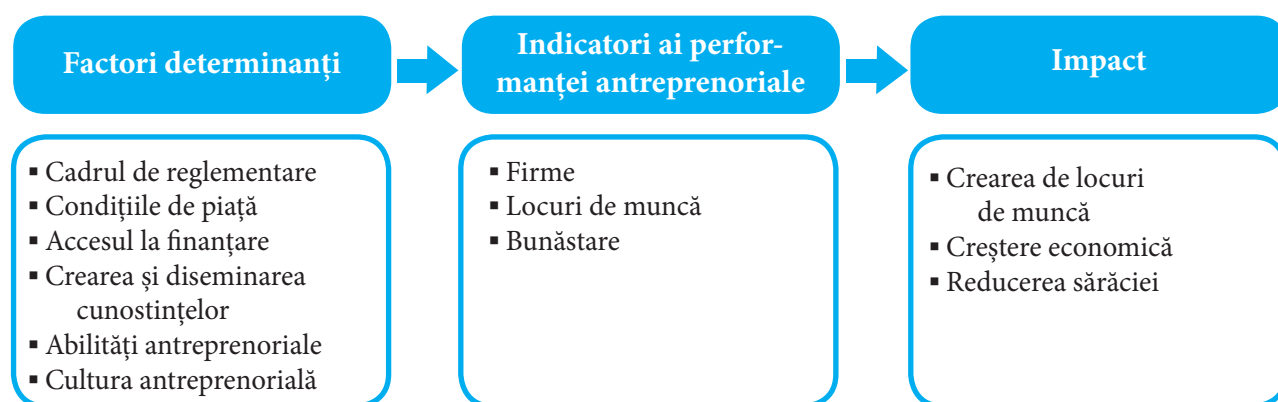 Factori determinanți
Indicatori ai perfor-
manței antreprenoriale
Impact
▪ Cadrul de reglementare
▪ Condițiile de piață
▪ Accesul la finanțare
▪ Crearea și diseminarea
cunostințelor
▪ Abilități antreprenoriale
▪ Cultura antreprenorială
▪ Firme
▪ Locuri de muncă
▪ Bunăstare
▪ Crearea de locuri
de muncă
▪ Creștere economică
▪ Reducerea sărăciei